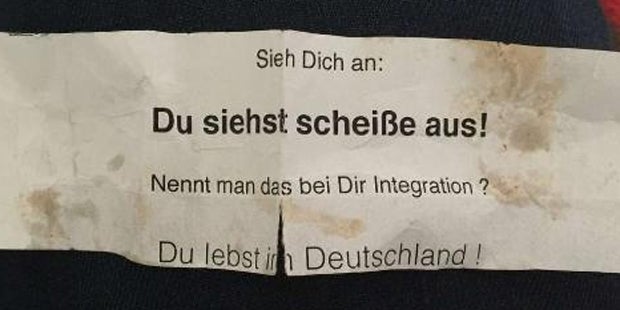 Sieh Dich an:
Du siehst scheiße aus!
Nennt man das bei Dir Integration ?
Du lebst in Deutschland !